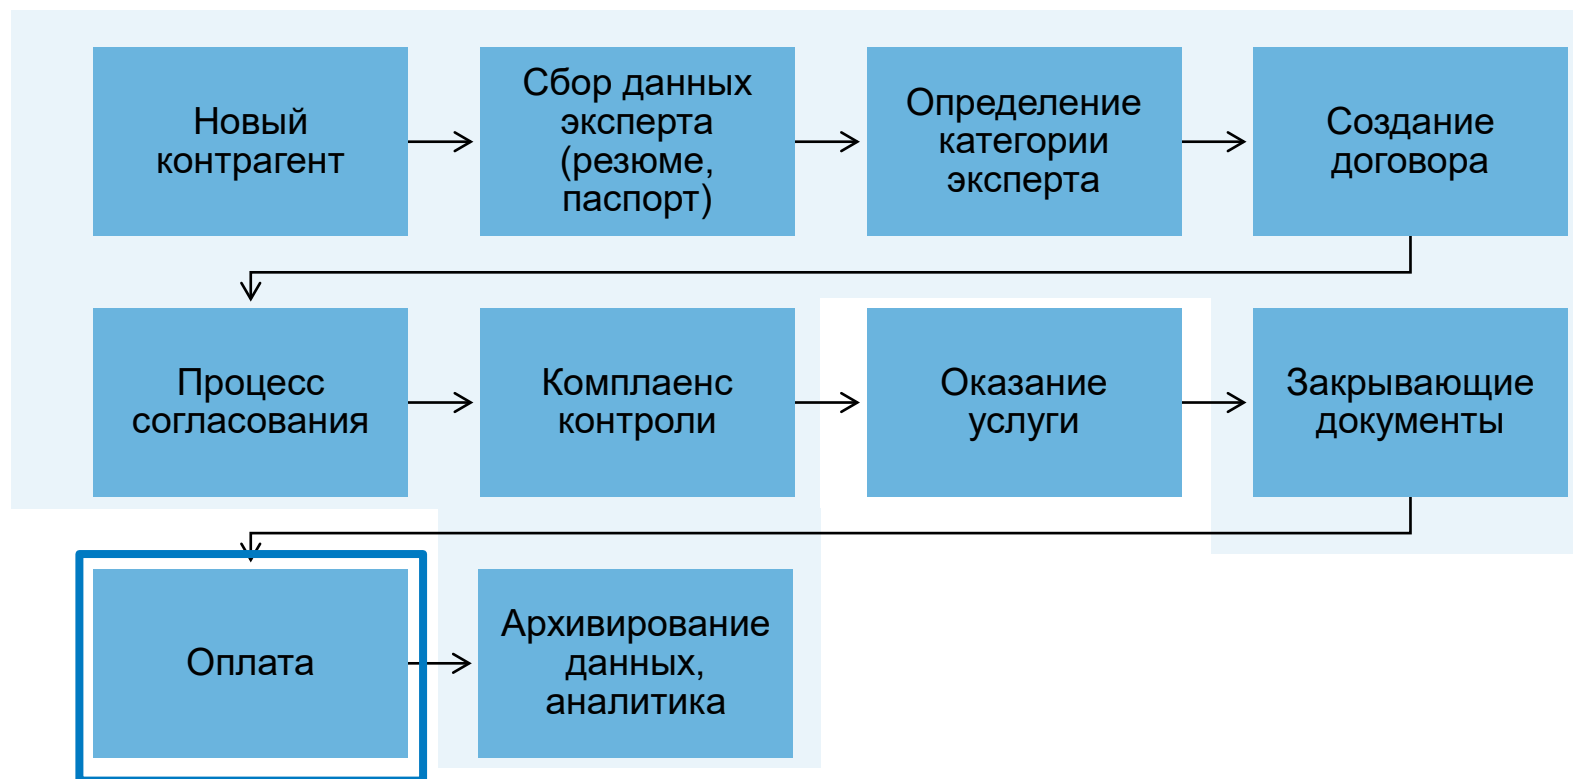 Новый
контрагент
Сбор данных
эксперта
(резюме,
паспорт)
Определение
категории
эксперта
Создание
договора
Процесс
согласования
Комплаенс
контроли
Оказание
услуги
Закрывающие
документы
Оплата
Архивирование
данных,
аналитика